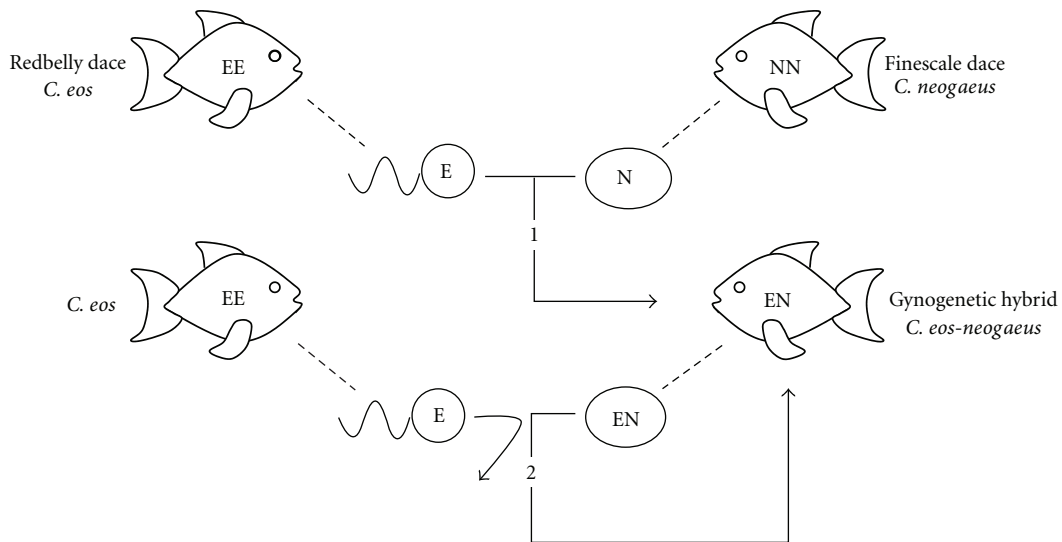 Redbelly dace
C. eos
EE
NN
Finescale dace
C. neogaeus
E
N
1
C. eos
EE
EN
Gynogenetic hybrid
C. eos-neogaeus
E
EN
2